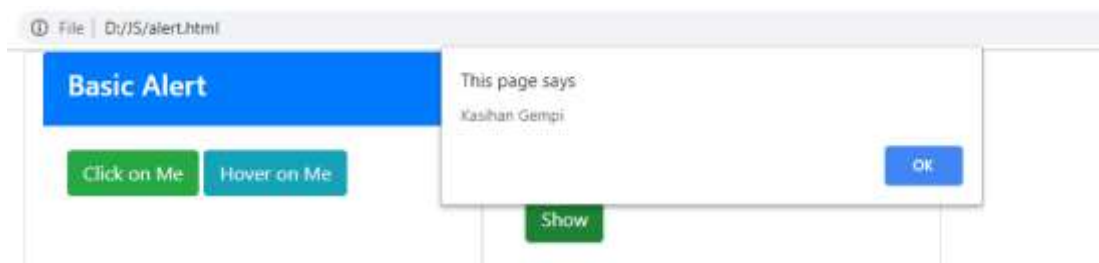 File | D:/JS/alert.html
Basic Alert
This page says
Kasihan Gempi
OK
Click on Me
Hover on Me
Show